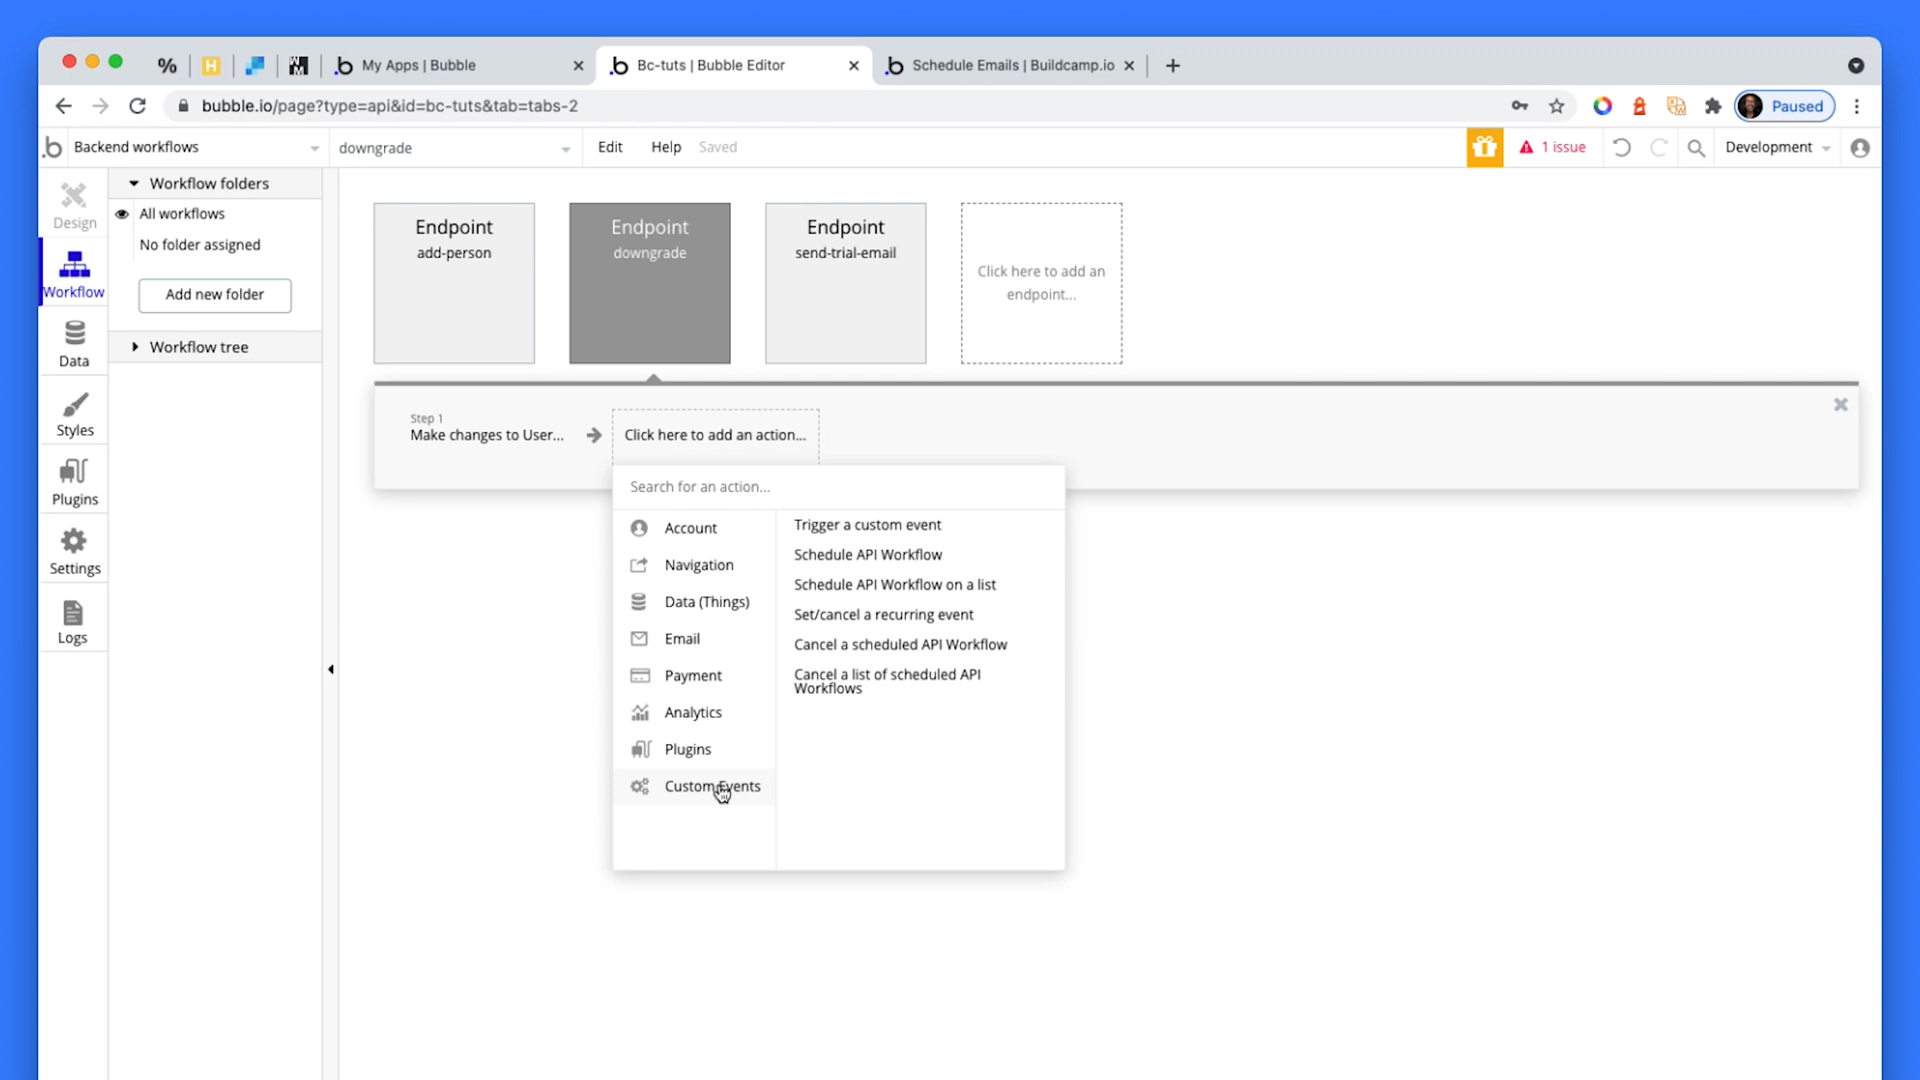 %
H
My Apps | Bubble
Bc-tuts | Bubble Editor
Schedule Emails | Buildcamp.io
bubble.io/page?type=api&id=bc-tuts&tab=tabs-2
Paused
Backend workflows
downgrade
Edit
Help
Saved
1 issue
Development
Design
Workflow
Data
Styles
Plugins
Settings
Logs
Workflow folders
All workflows
No folder assigned
Add new folder
Workflow tree
Endpoint
add-person
Endpoint
downgrade
Endpoint
send-trial-email
Click here to add an
endpoint...
Step 1
Make changes to User...
Click here to add an action...
Search for an action...
Account
Navigation
Data (Things)
Email
Payment
Analytics
Plugins
Custom Events
Trigger a custom event
Schedule API Workflow
Schedule API Workflow on a list
Set/cancel a recurring event
Cancel a scheduled API Workflow
Cancel a list of scheduled API
Workflows